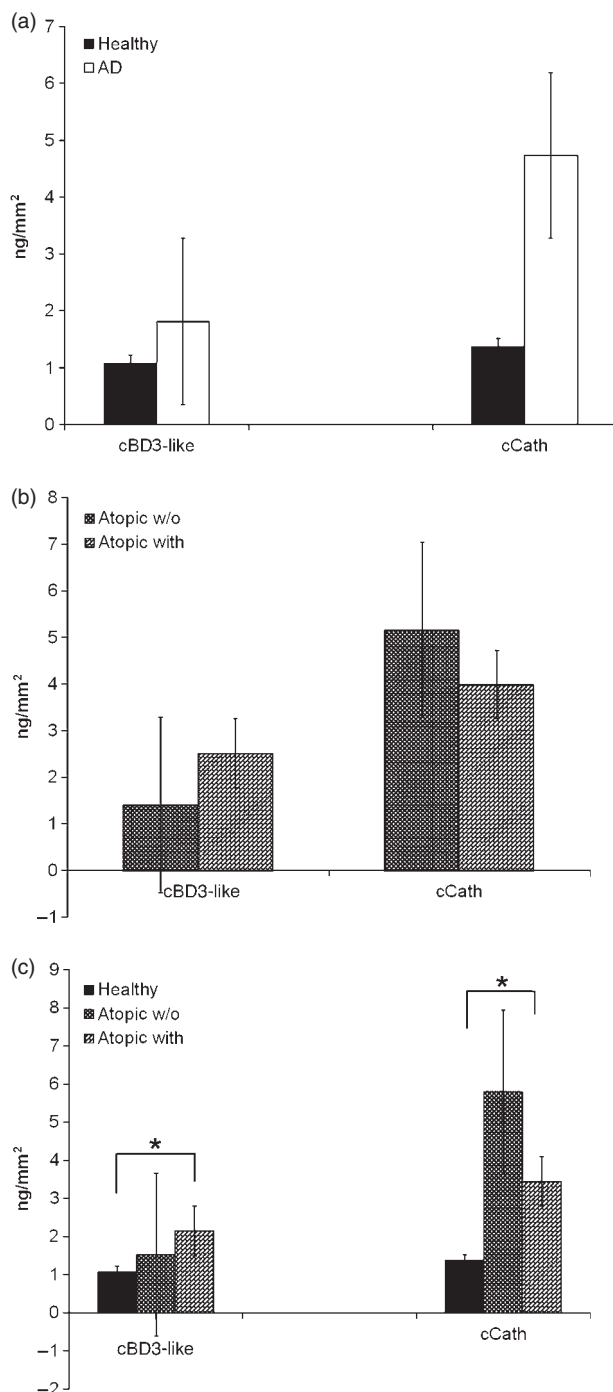 (a)
7
6
5
4
3
2
1
0
ng/mm²
Healthy
AD
cBD3-like cCath
(b)
8
7
6
5
4
3
2
1
0
–1
ng/mm²
Atopic w/o
Atopic with
cBD3-like cCath
(c)
9
8
7
6
5
4
3
2
1
0
–1
–2
ng/mm²
Healthy
Atopic w/o
Atopic with
*
*
cBD3-like cCath